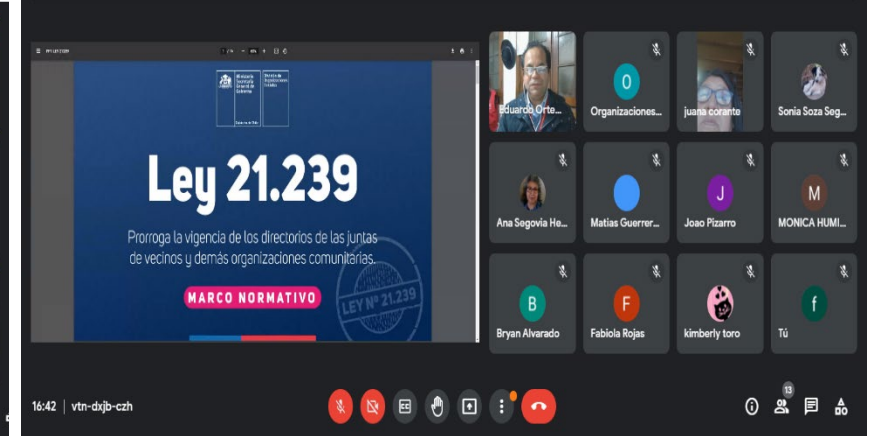 Ley 21.239
Prorroga la vigencia de los directorios de las juntas
de vecinos y demás organizaciones comunitarias.
MARCO NORMATIVO
LEY Nº 21.239
Eduardo Orte...
O
Organizaciones...
juana corante
Sonia Soza Seg...
Ana Segovia He...
Matias Guerrer...
J
Joao Pizarro
M
MONICA HUMI...
B
Bryan Alvarado
F
Fabiola Rojas
kimberly toro
f
Tú
16:42 | vtn-dxjb-czh
CC
13